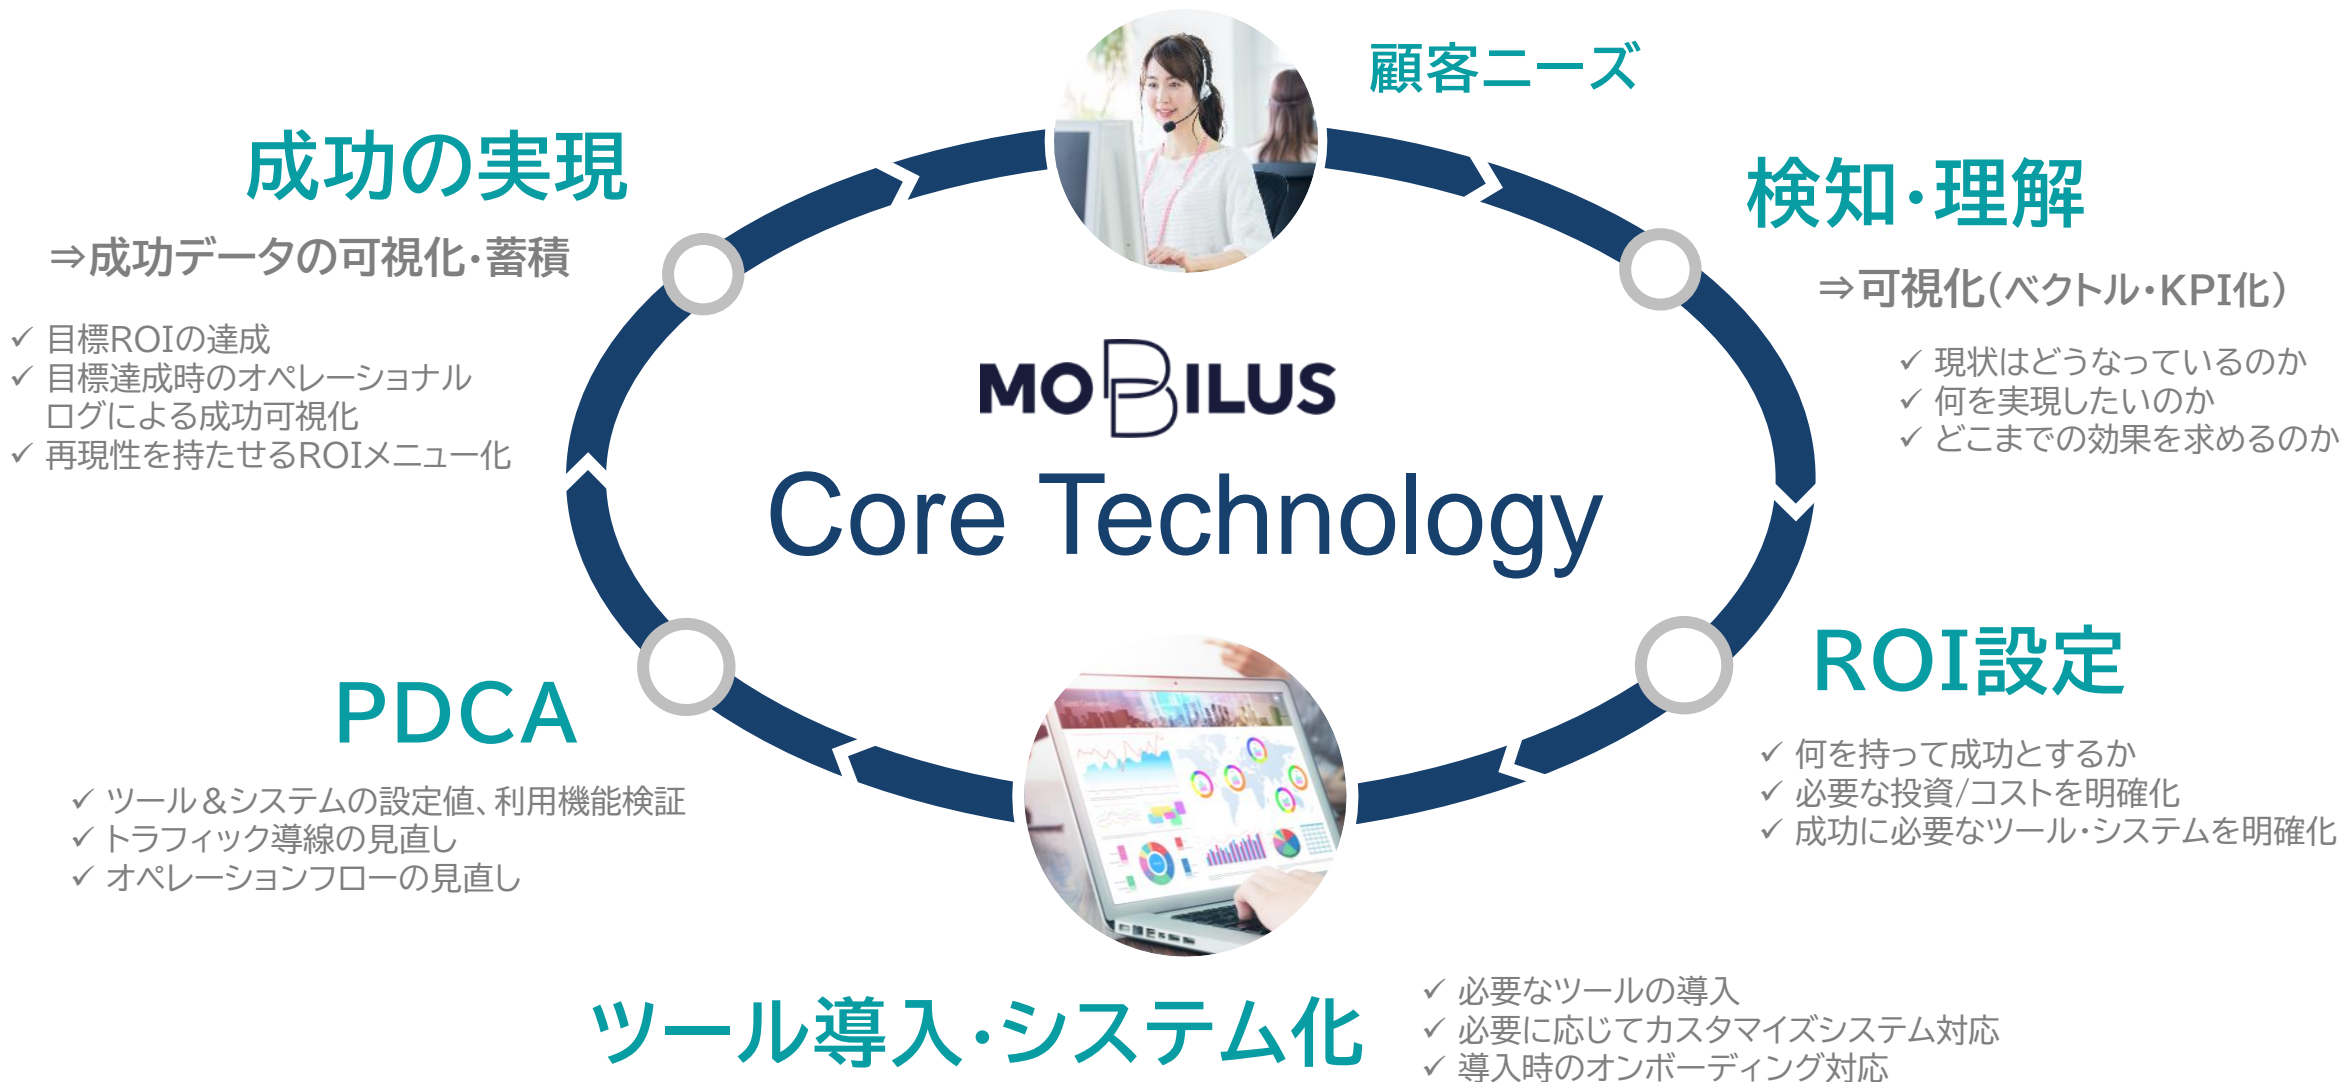 顧客ニーズ
検知・理解
⇒可視化(ベクトル・KPI化)
✓ 現状はどうなっているのか
✓ 何を実現したいのか
✓ どこまでの効果を求めるのか
ROI設定
✓ 何を持って成功とするか
✓ 必要な投資/コストを明確化
✓ 成功に必要なツール・システムを明確化
ツール導入・システム化
✓ 必要なツールの導入
✓ 必要に応じてカスタマイズシステム対応
✓ 導入時のオンボーディング対応
PDCA
✓ ツール&システムの設定値、利用機能検証
✓ トラフィック導線の見直し
✓ オペレーションフローの見直し
成功の実現
⇒成功データの可視化・蓄積
✓ 目標ROIの達成
✓ 目標達成時のオペレーショナル
ログによる成功可視化
✓ 再現性を持たせるROIメニュー化
MOBILUS
Core Technology